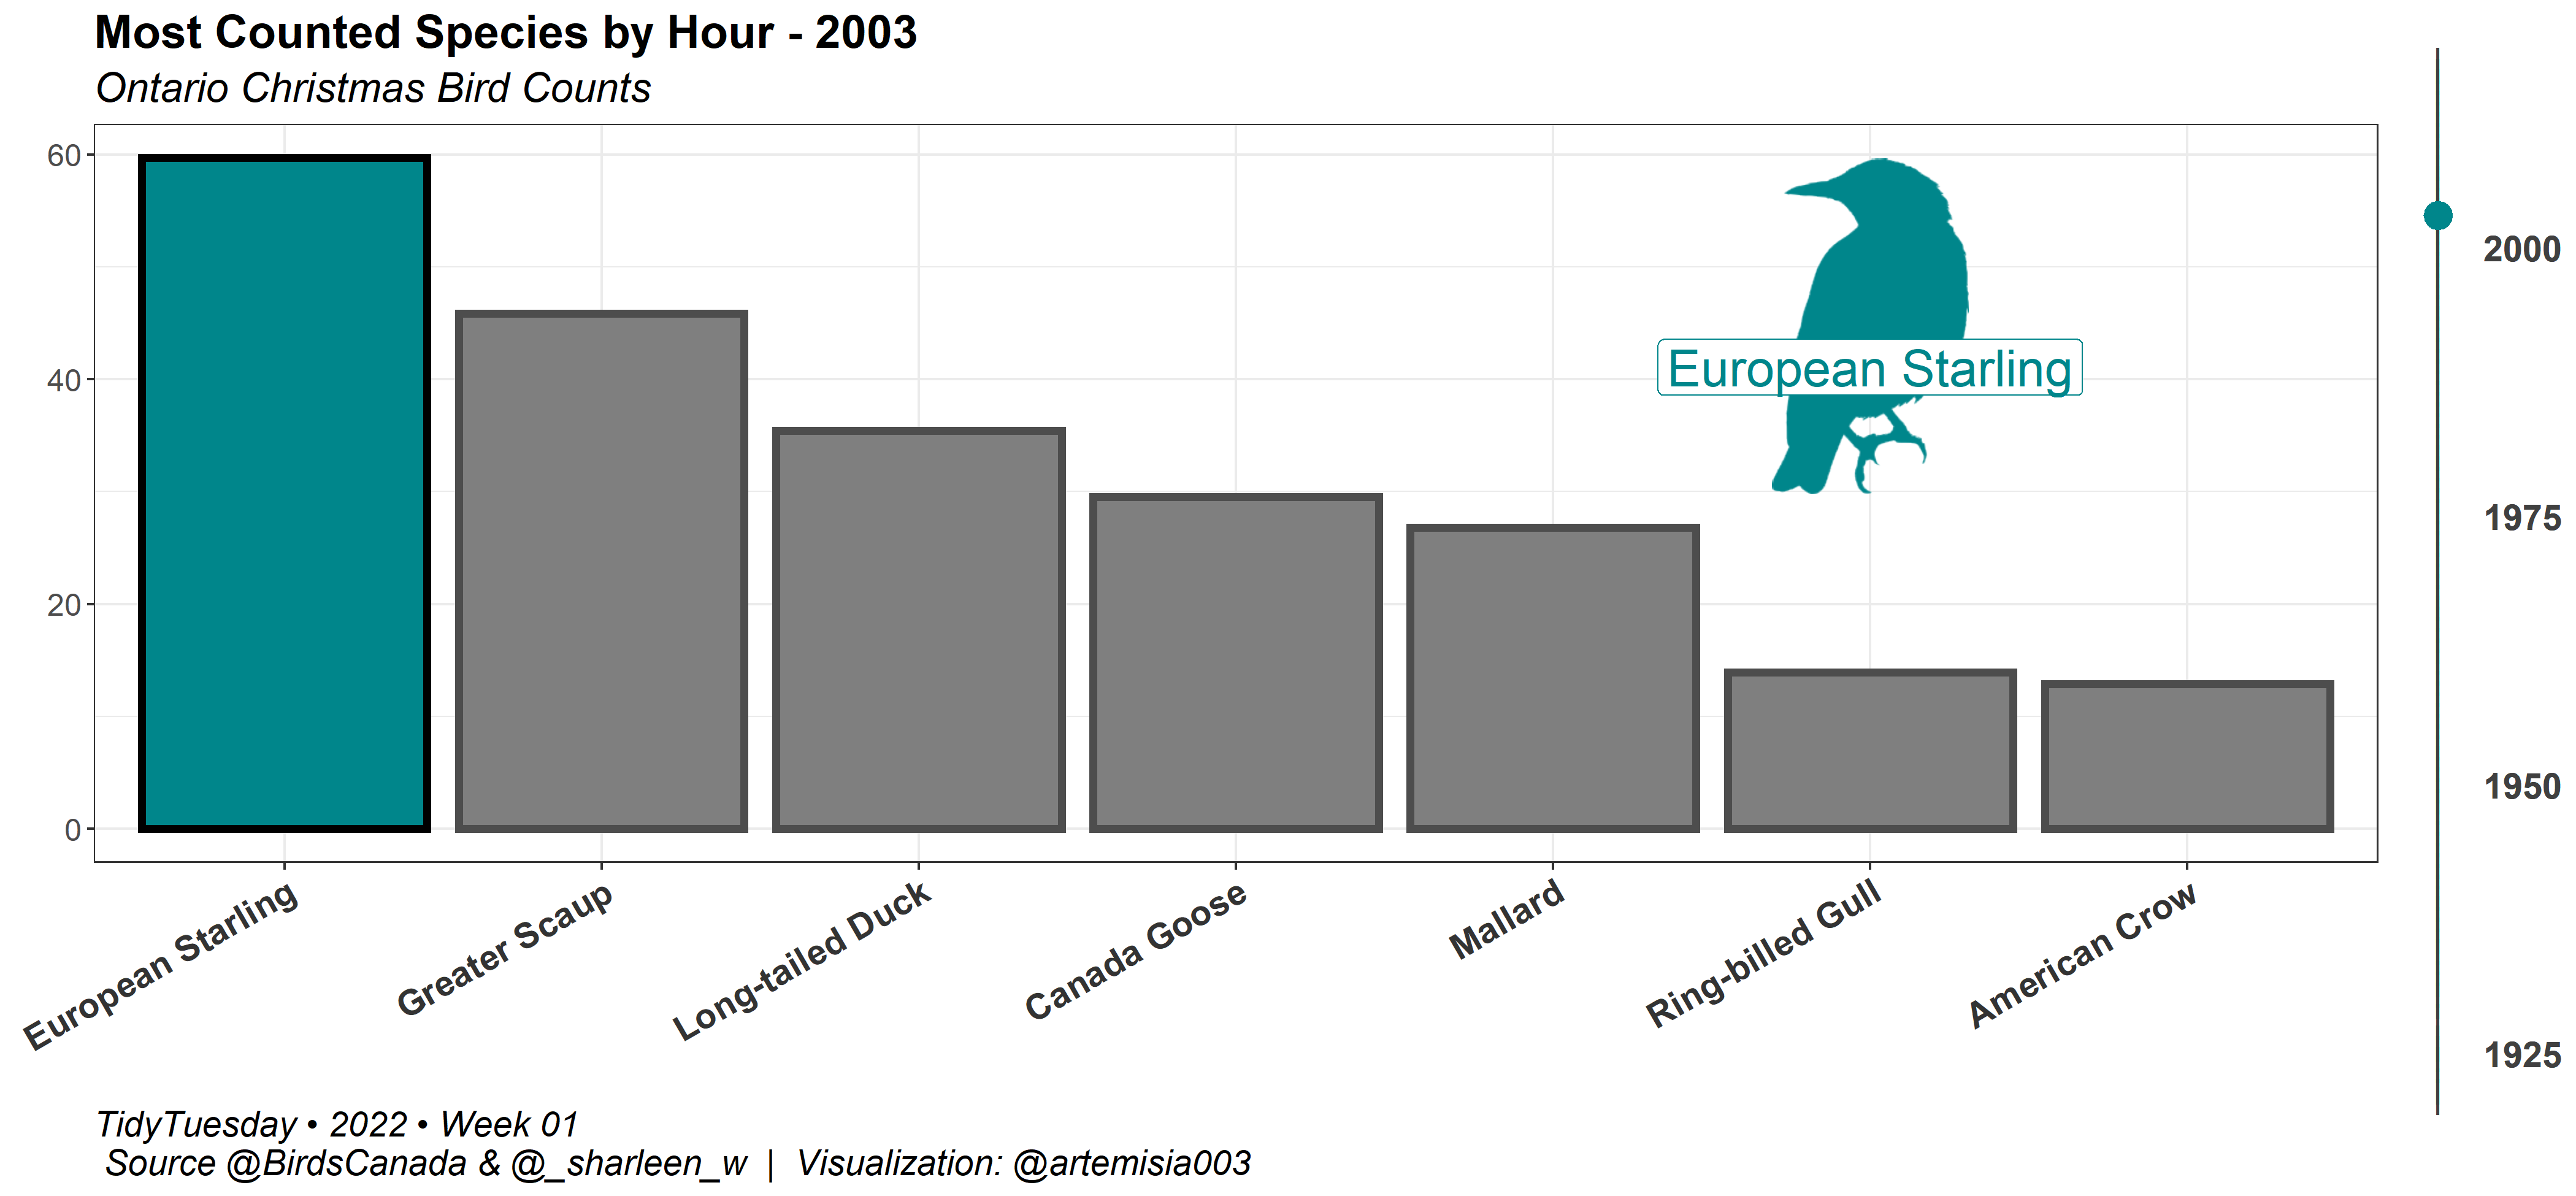 Most Counted Species by Hour - 2003
Ontario Christmas Bird Counts
60
40
20
0
European Starling
European Starling
Greater Scaup
Long-tailed Duck
Canada Goose
Mallard
Ring-billed Gull
American Crow
2000
1975
1950
1925
TidyTuesday • 2022 • Week 01
Source @BirdsCanada & @_sharleen_w | Visualization: @artemisia003